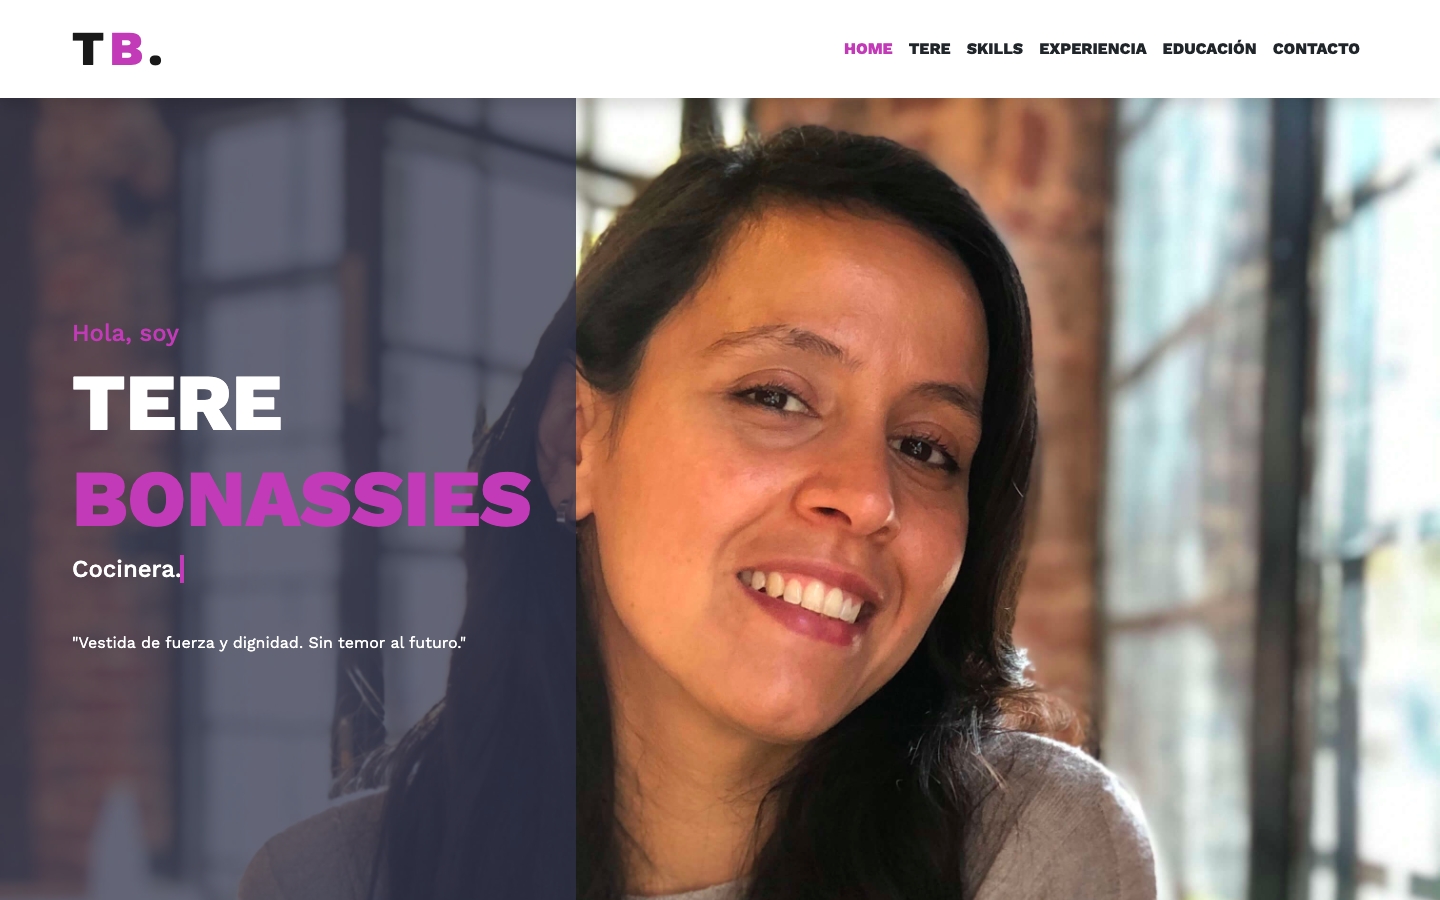 TB.
HOME TERE SKILLS EXPERIENCIA EDUCACIÓN CONTACTO
Hola, soy
TERE
BONASSIES
Cocinera.
"Vestida de fuerza y dignidad. Sin temor al futuro."